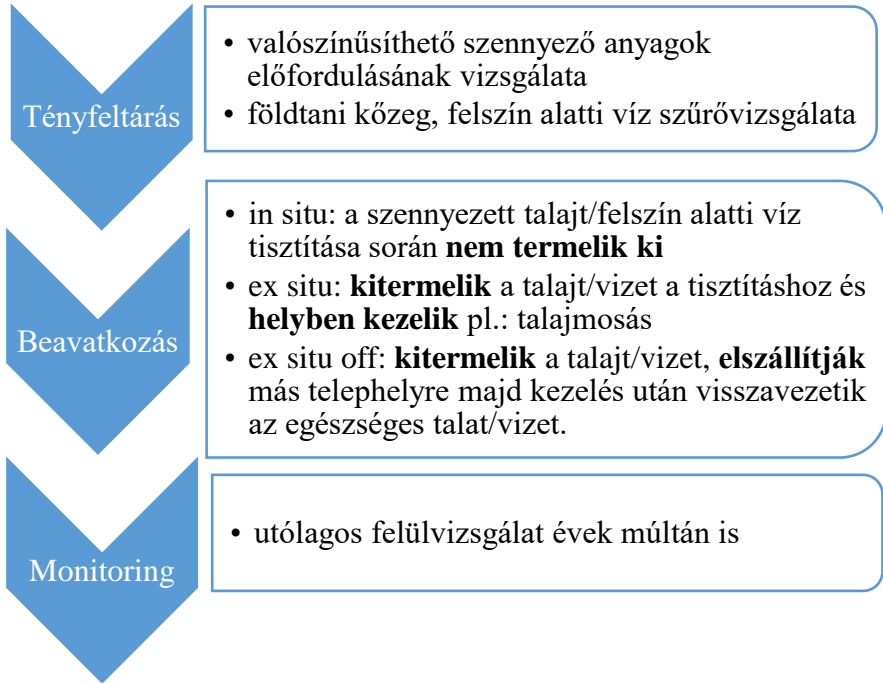 Tényfeltárás
• valószínűsíthető szennyező anyagok
előfordulásának vizsgálata
• földtani kőzeg, felszín alatti víz szűrővizsgálata
Beavatkozás
• in situ: a szennyezett talajt/felszín alatti víz
tisztítása során nem termelik ki
• ex situ: kitermelik a talajt/vizet a tisztításhoz és
helyben kezelik pl.: talajmosás
• ex situ off: kitermelik a talajt/vizet, elszállítják
más telephelyre majd kezelés után visszavezetik
az egészséges talat/vizet.
Monitoring
• utólagos felülvizsgálat évek múltán is